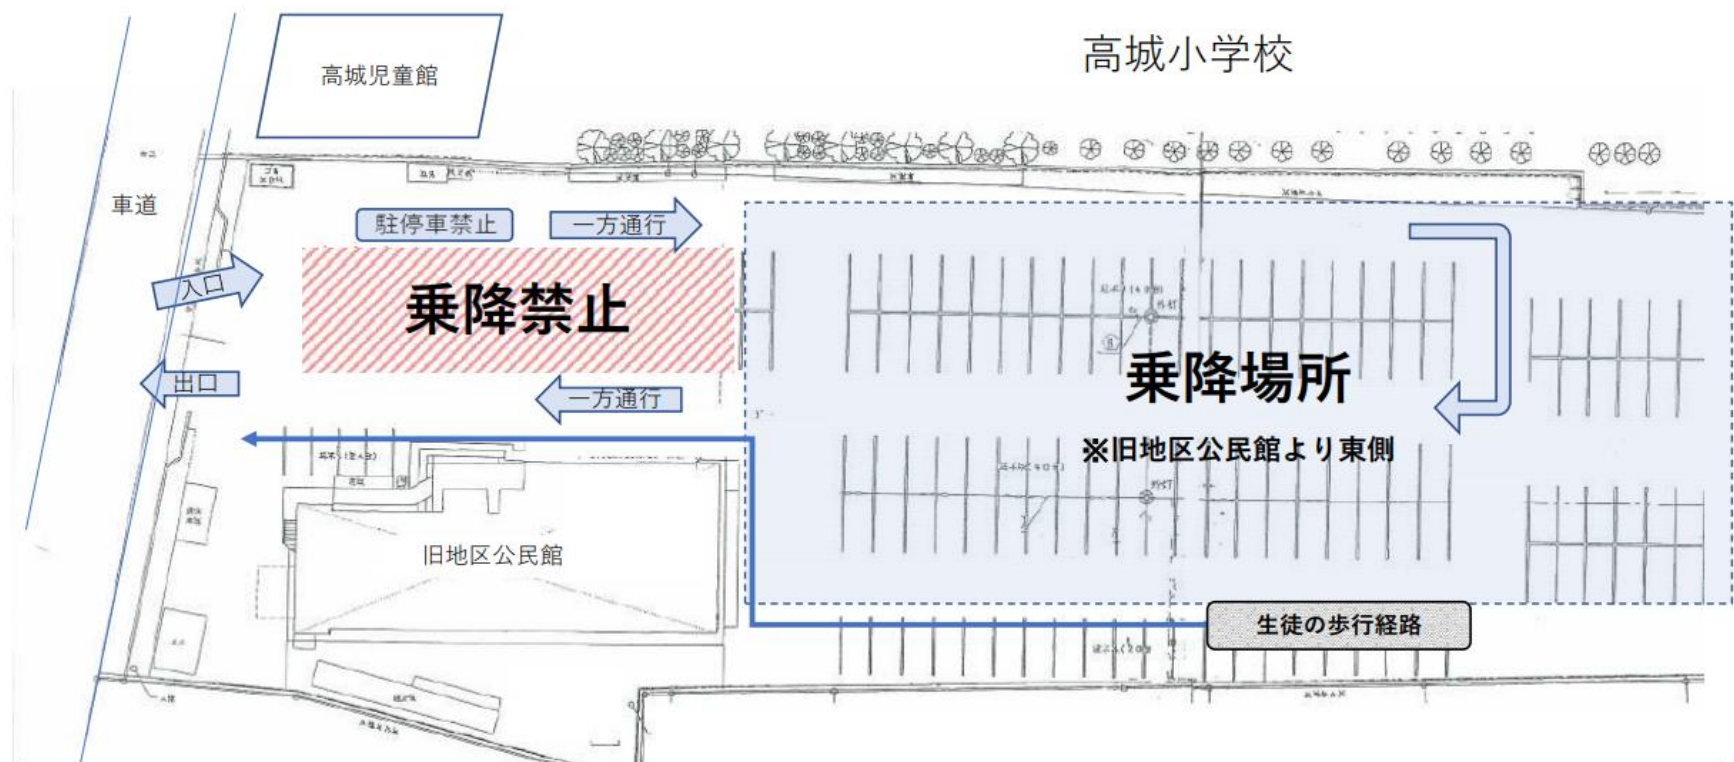 高城小学校
高城児童館
車道
駐停車禁止
一方通行
入口
乗降禁止
乗降場所
出口
一方通行
※旧地区公民館より東側
旧地区公民館
生徒の歩行経路